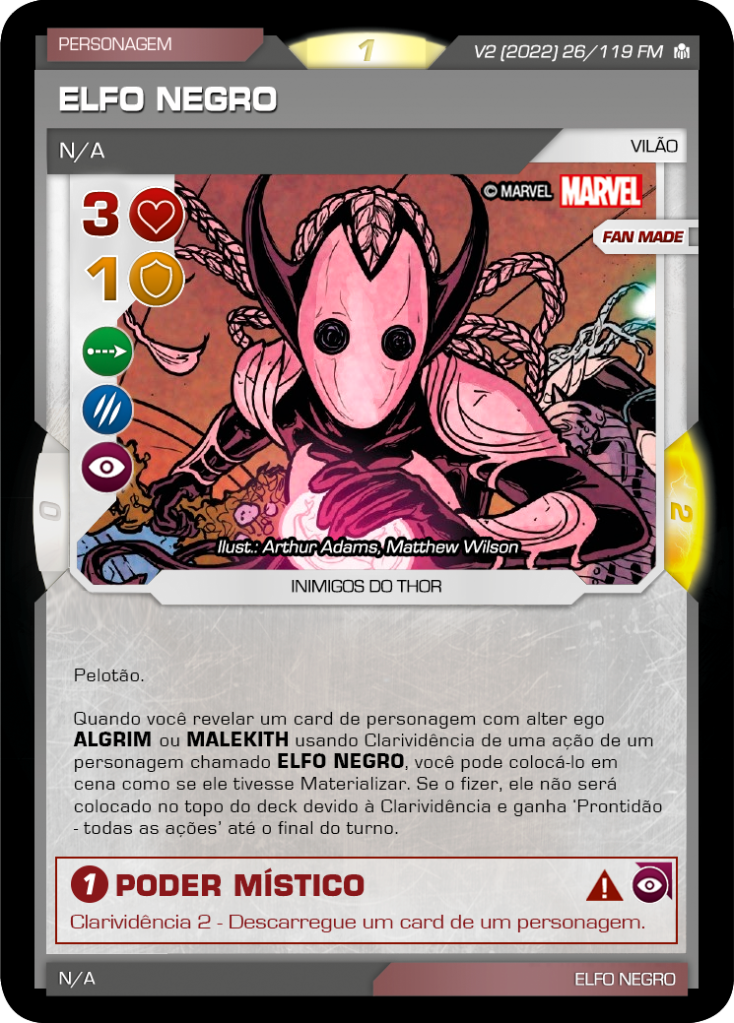 PERSONAGEM
1
V2 (2022) 26/119 FM
ELFO NEGRO
N/A
VILÃO
3
© MARVEL MARVEL
FAN MADE
1
0
2
Ilust.: Arthur Adams, Matthew Wilson
INIMIGOS DO THOR
Pelotão.
Quando você revelar um card de personagem com alter ego
ALGRIM ou MALEKITH usando Clarividência de uma ação de um
personagem chamado ELFO NEGRO, você pode colocá-lo em
cena como se ele tivesse Materializar. Se o fizer, ele não será
colocado no topo do deck devido à Clarividência e ganha ‘Prontidão
- todas as ações’ até o final do turno.
1 PODER MÍSTICO
Clarividência 2 - Descarregue um card de um personagem.
N/A
ELFO NEGRO